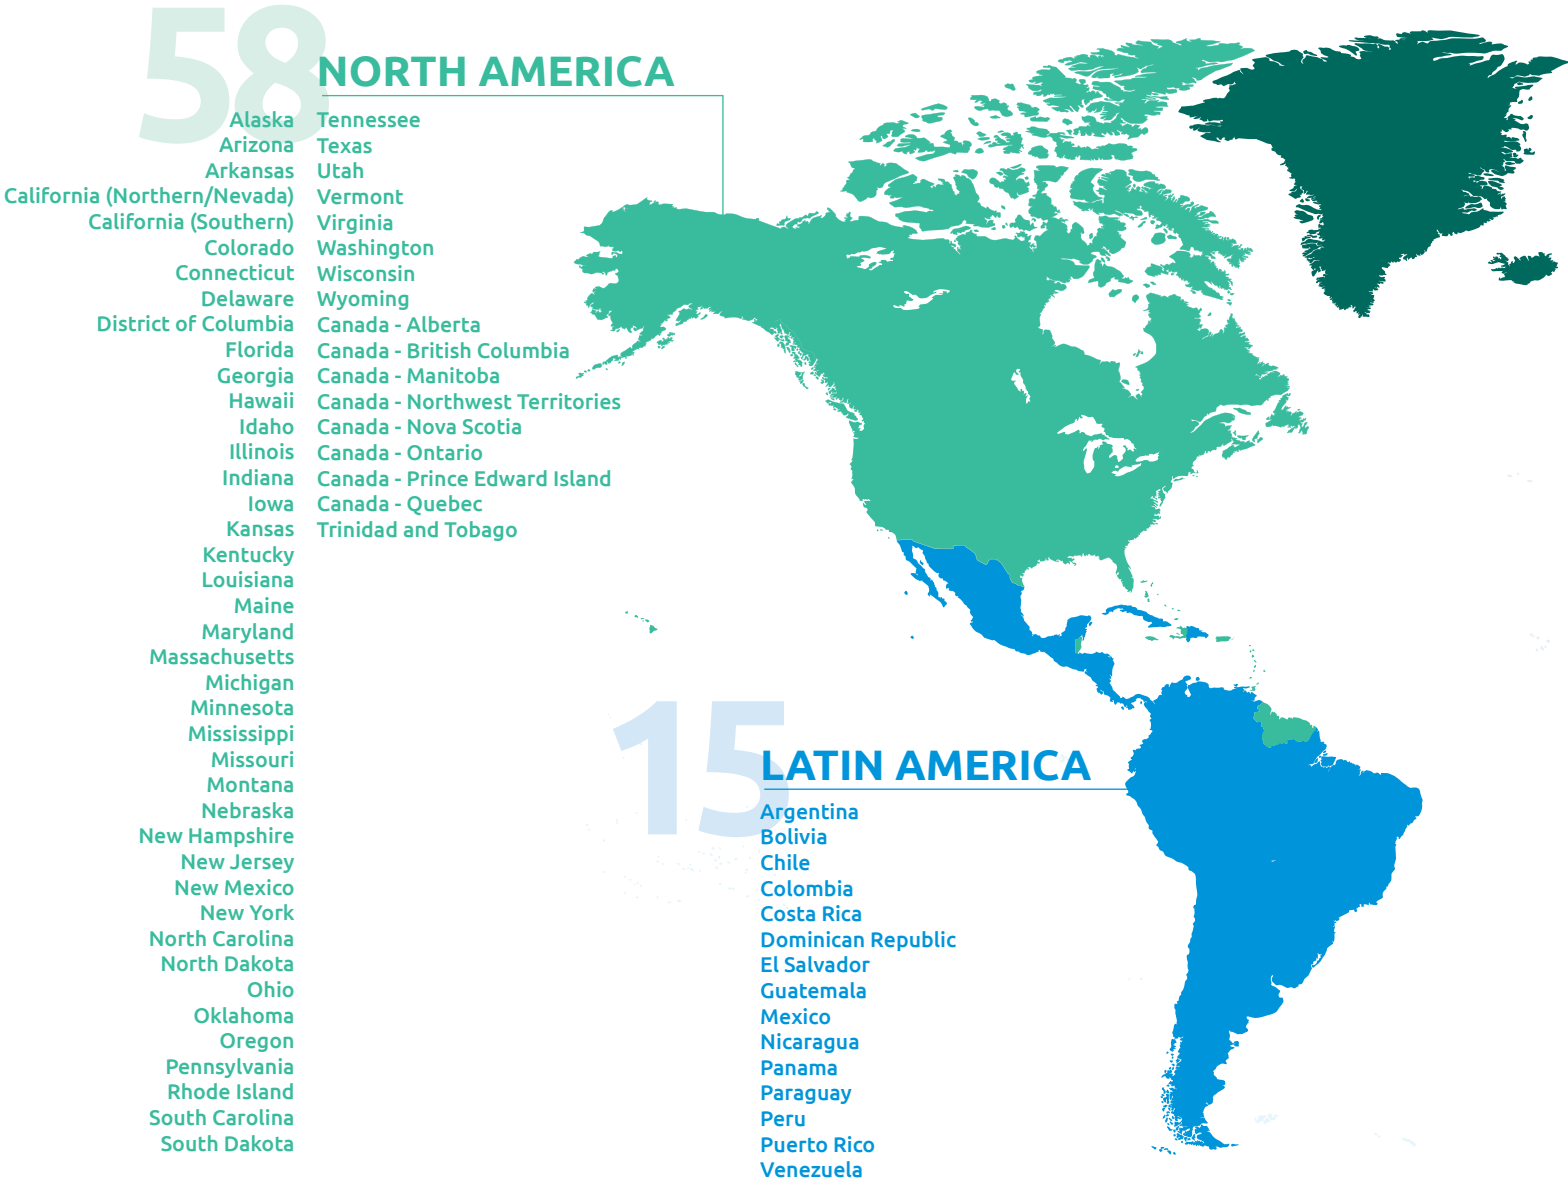 58
NORTH AMERICA
Alaska
Arizona
Arkansas
California (Northern/Nevada)
California (Southern)
Colorado
Connecticut
Delaware
District of Columbia
Florida
Georgia
Hawaii
Idaho
Illinois
Indiana
Iowa
Kansas
Kentucky
Louisiana
Maine
Maryland
Massachusetts
Michigan
Minnesota
Mississippi
Missouri
Montana
Nebraska
New Hampshire
New Jersey
New Mexico
New York
North Carolina
North Dakota
Ohio
Oklahoma
Oregon
Pennsylvania
Rhode Island
South Carolina
South Dakota
Tennessee
Texas
Utah
Vermont
Virginia
Washington
Wisconsin
Wyoming
Canada - Alberta
Canada - British Columbia
Canada - Manitoba
Canada - Northwest Territories
Canada - Nova Scotia
Canada - Ontario
Canada - Prince Edward Island
Canada - Quebec
Trinidad and Tobago
15
LATIN AMERICA
Argentina
Bolivia
Chile
Colombia
Costa Rica
Dominican Republic
El Salvador
Guatemala
Mexico
Nicaragua
Panama
Paraguay
Peru
Puerto Rico
Venezuela